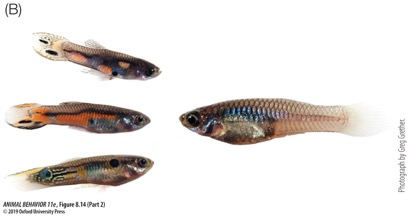 (B)
Photograph by Greg Grether.
ANIMAL BEHAVIOR 11e, Figure 8.14 (Part 2)
© 2019 Oxford University Press